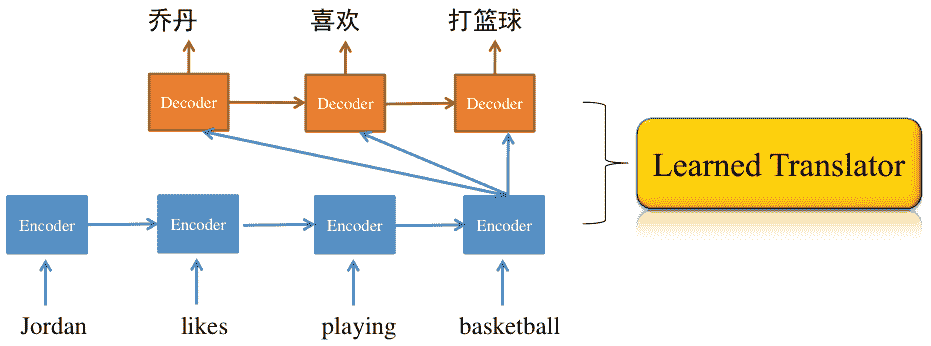 乔丹 喜欢 打篮球
Decoder Decoder Decoder
Learned Translator
Encoder Encoder Encoder Encoder
Jordan likes playing basketball